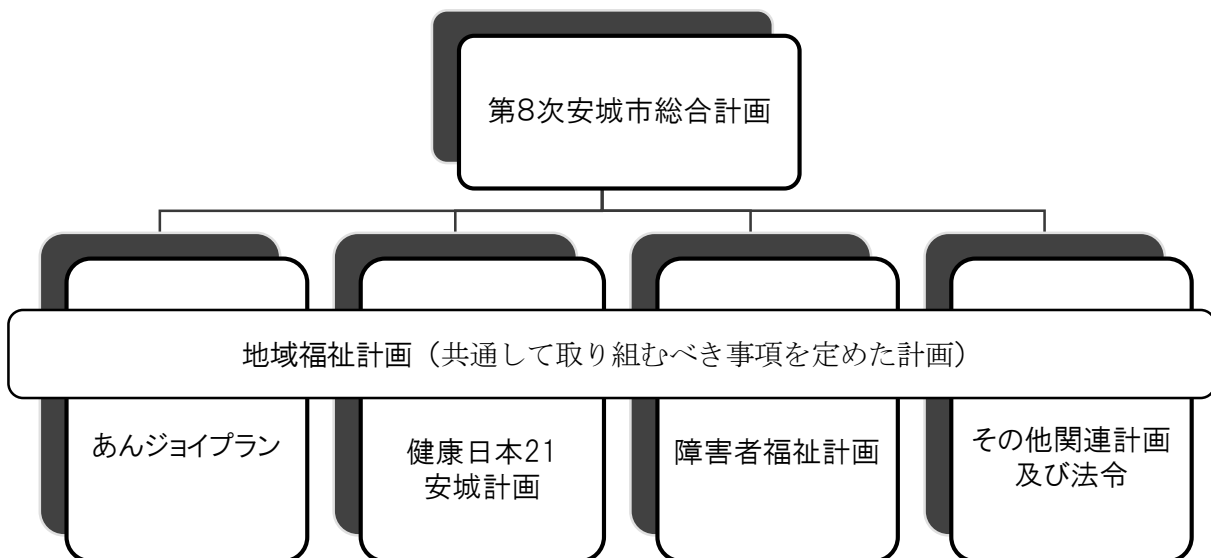 第8次安城市総合計画
地域福祉計画（共通して取り組むべき事項を定めた計画）
あんジョイプラン
健康日本21
安城計画
障害者福祉計画
その他関連計画
及び法令